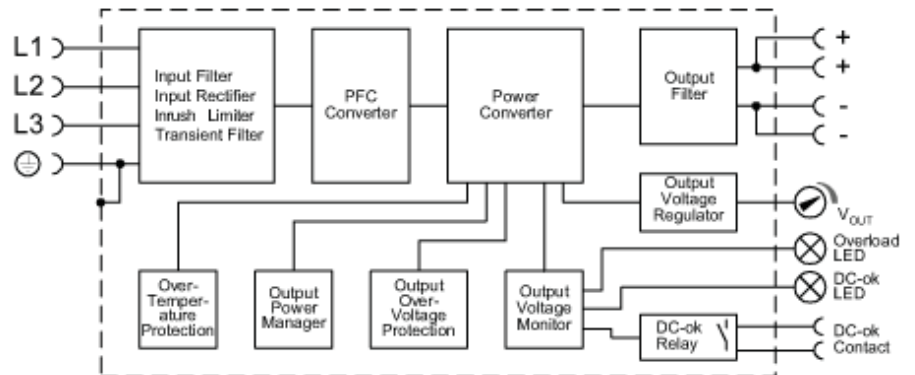 L1
L2
L3
Input Filter
Input Rectifier
Inrush Limiter
Transient Filter
PFC
Converter
Power
Converter
Output
Filter
+
+
-
-
Output
Voltage
Regulator
VOUT
Over-
Temper-
ature
Protection
Output
Power
Manager
Output
Over-
Voltage
Protection
Output
Voltage
Monitor
Overload
LED
DC-ok
LED
DC-ok
Relay
DC-ok
Contact